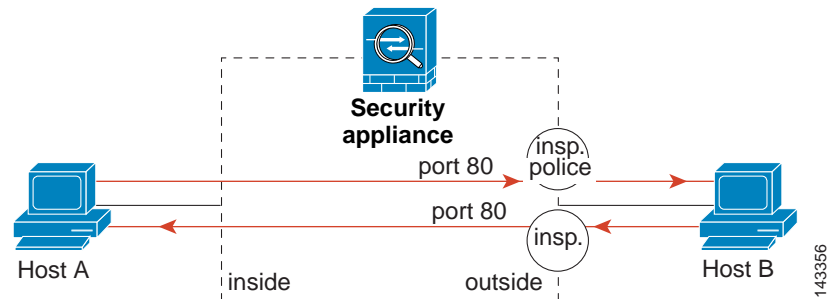 Security
appliance
insp.
police
port 80
port 80
insp.
Host A
inside
outside
Host B
143356